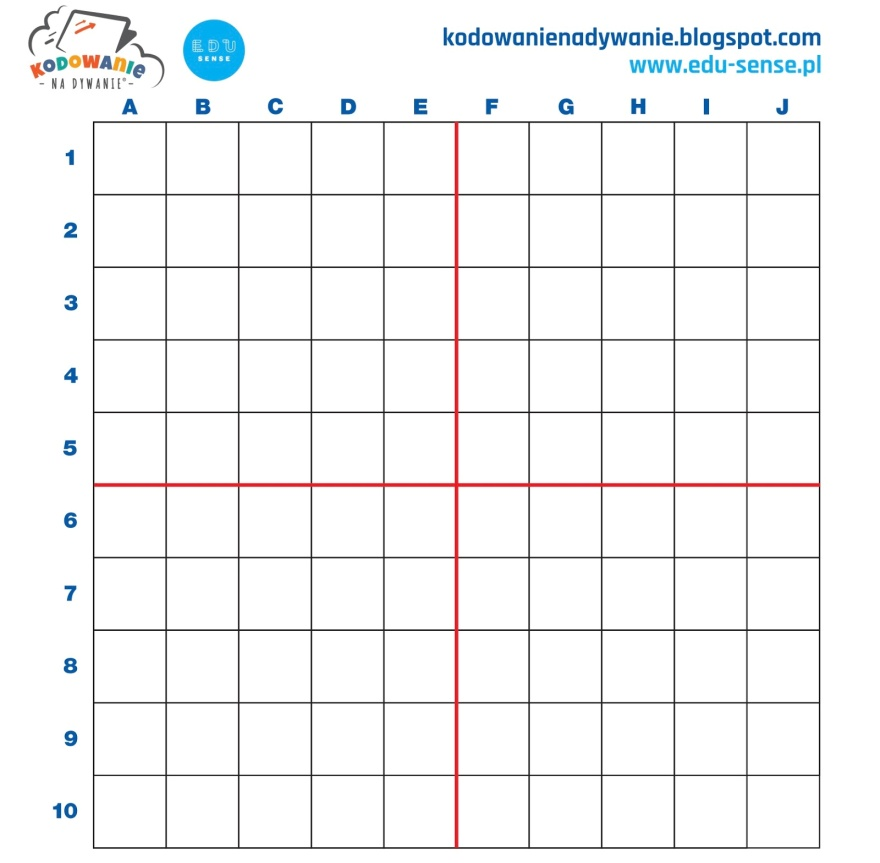 KODOWANIE
- NA DYWANIE® -
EDU
SENSE
kodowanienadywanie.blogspot.com
www.edu-sense.pl
A B C D E F G H I J
1
2
3
4
5
6
7
8
9
10